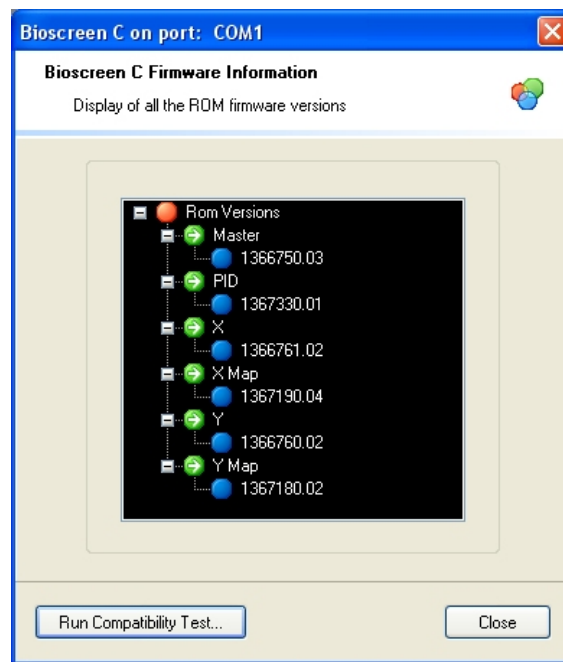 Bioscreen C on port: COM1
Bioscreen C Firmware Information
Display of all the ROM firmware versions
Rom Versions
Master
1366750.03
PID
1367330.01
X
1366761.02
X Map
1367190.04
Y
1366760.02
Y Map
1367180.02
Run Compatibility Test...
Close